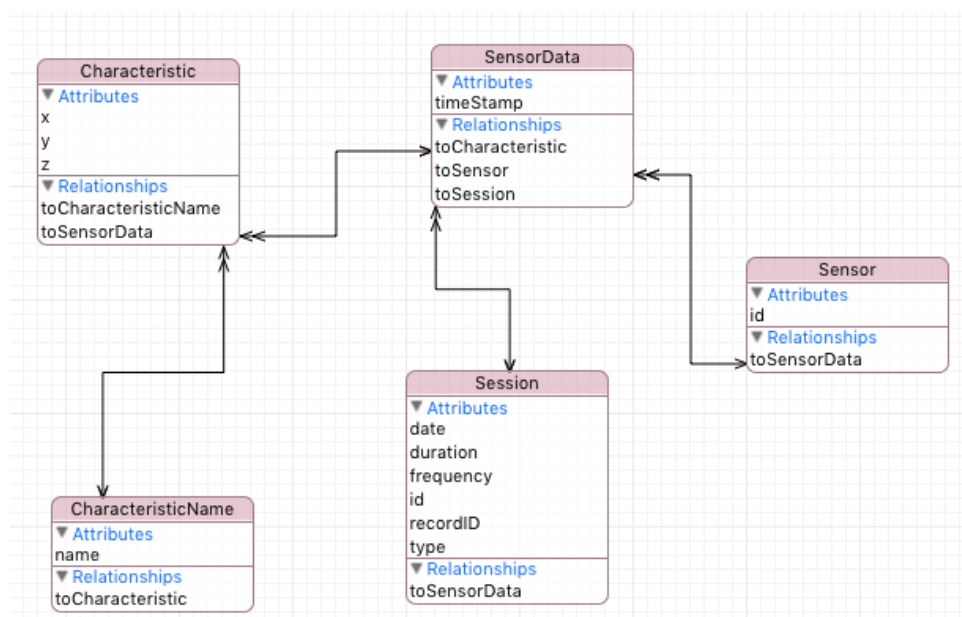 Characteristic
Attributes
x
y
z
Relationships
toCharacteristicName
toSensorData
SensorData
Attributes
timeStamp
Relationships
toCharacteristic
toSensor
toSession
Sensor
Attributes
id
Relationships
toSensorData
Session
Attributes
date
duration
frequency
id
recordID
type
Relationships
toSensorData
CharacteristicName
Attributes
name
Relationships
toCharacteristic